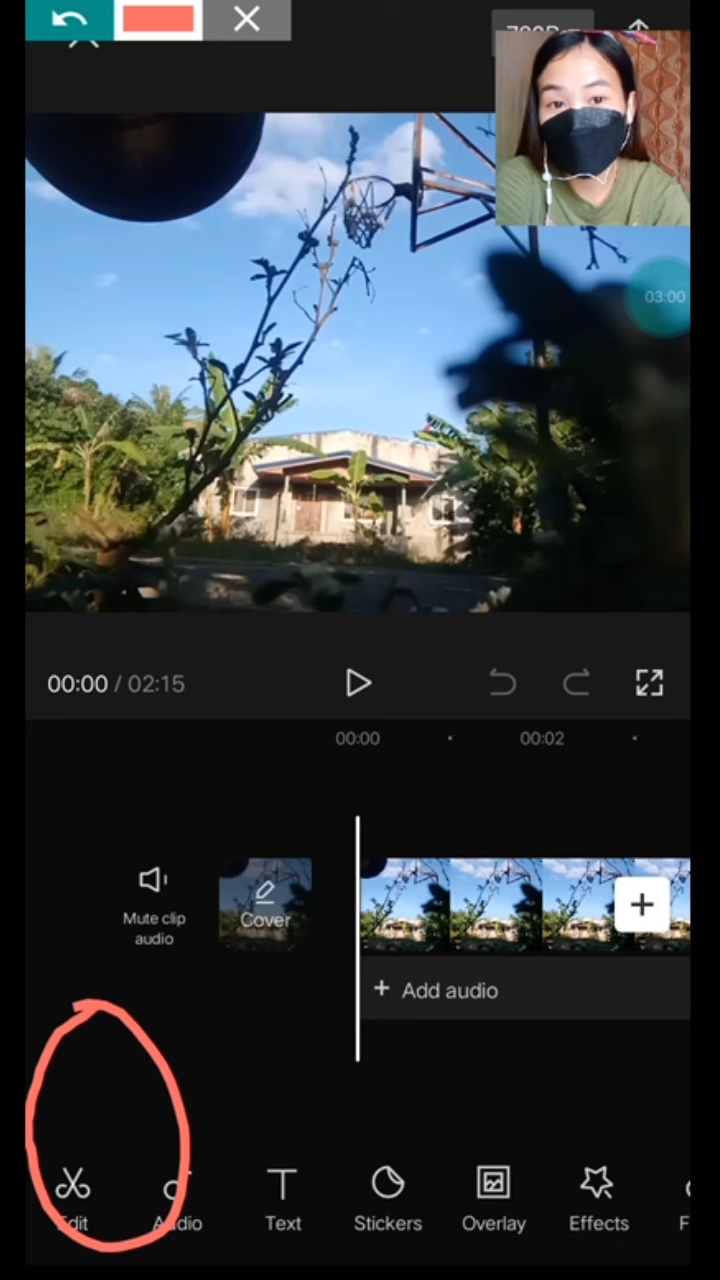 03:00
00:00 / 02:15
00:00
00:02
Mute clip
audio
Cover
+ Add audio
Edit
Audio
Text
Stickers
Overlay
Effects